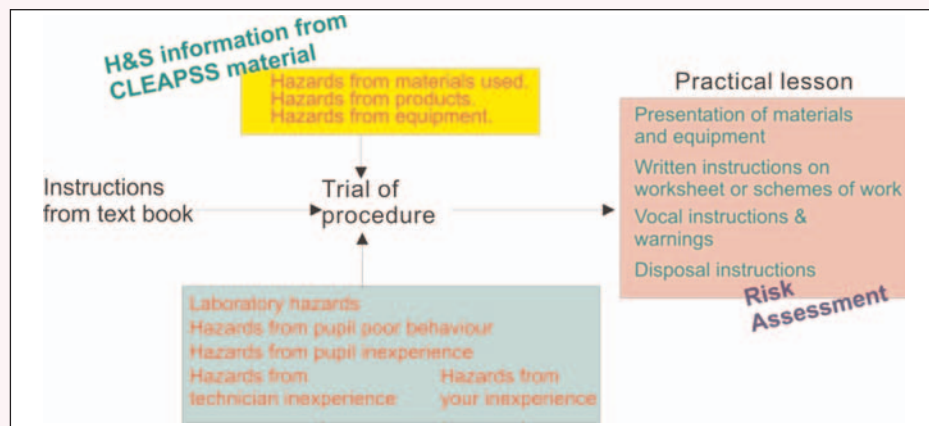 H&S information from
CLEAPSS material
Hazards from materials used.
Hazards from products.
Hazards from equipment.
Instructions
from text book
Trial of
procedure
Laboratory hazards
Hazards from pupil poor behaviour
Hazards from pupil inexperience
Hazards from
technician inexperience
Hazards from
your inexperience
Practical lesson
Presentation of materials
and equipment
Written instructions on
worksheet or schemes of work
Vocal instructions &
warnings
Disposal instructions
Risk
Assessment